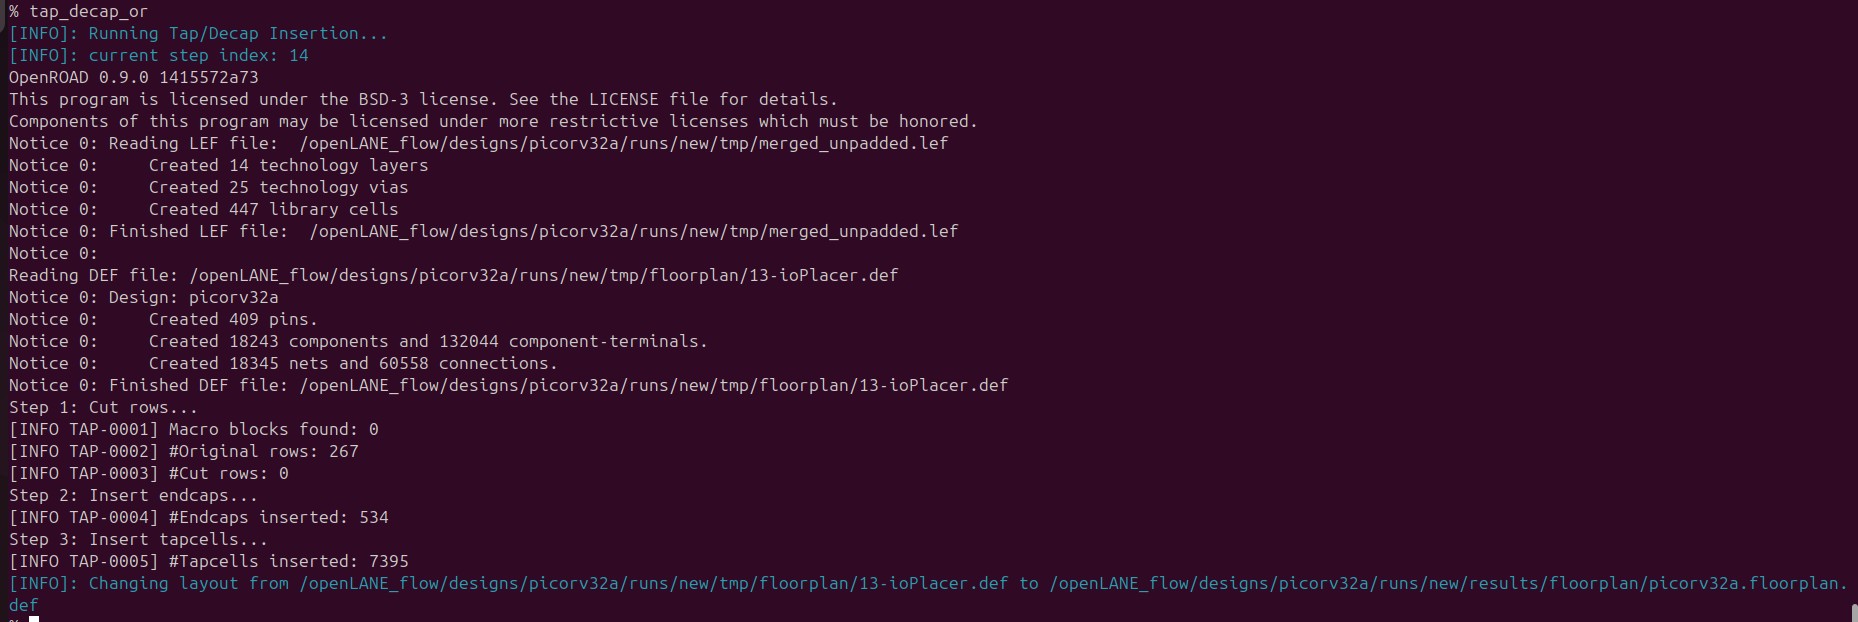 % tap_decap_or
[INFO]: Running Tap/Decap Insertion...
[INFO]: current step index: 14
OpenROAD 0.9.0 1415572a73
This program is licensed under the BSD-3 license. See the LICENSE file for details.
Components of this program may be licensed under more restrictive licenses which must be honored.
Notice 0: Reading LEF file:  /openLANE_flow/designs/picorv32a/runs/new/tmp/merged_unpadded.lef
Notice 0:     Created 14 technology layers
Notice 0:     Created 25 technology vias
Notice 0:     Created 447 library cells
Notice 0: Finished LEF file:  /openLANE_flow/designs/picorv32a/runs/new/tmp/merged_unpadded.lef
Notice 0:
Reading DEF file: /openLANE_flow/designs/picorv32a/runs/new/tmp/floorplan/13-ioPlacer.def
Notice 0: Design: picorv32a
Notice 0:     Created 409 pins.
Notice 0:     Created 18243 components and 132044 component-terminals.
Notice 0:     Created 18345 nets and 60558 connections.
Notice 0: Finished DEF file: /openLANE_flow/designs/picorv32a/runs/new/tmp/floorplan/13-ioPlacer.def
Step 1: Cut rows...
[INFO TAP-0001] Macro blocks found: 0
[INFO TAP-0002] #Original rows: 267
[INFO TAP-0003] #Cut rows: 0
Step 2: Insert endcaps...
[INFO TAP-0004] #Endcaps inserted: 534
Step 3: Insert tapcells...
[INFO TAP-0005] #Tapcells inserted: 7395
[INFO]: Changing layout from /openLANE_flow/designs/picorv32a/runs/new/tmp/floorplan/13-ioPlacer.def to /openLANE_flow/designs/picorv32a/runs/new/results/floorplan/picorv32a.floorplan.
def
%